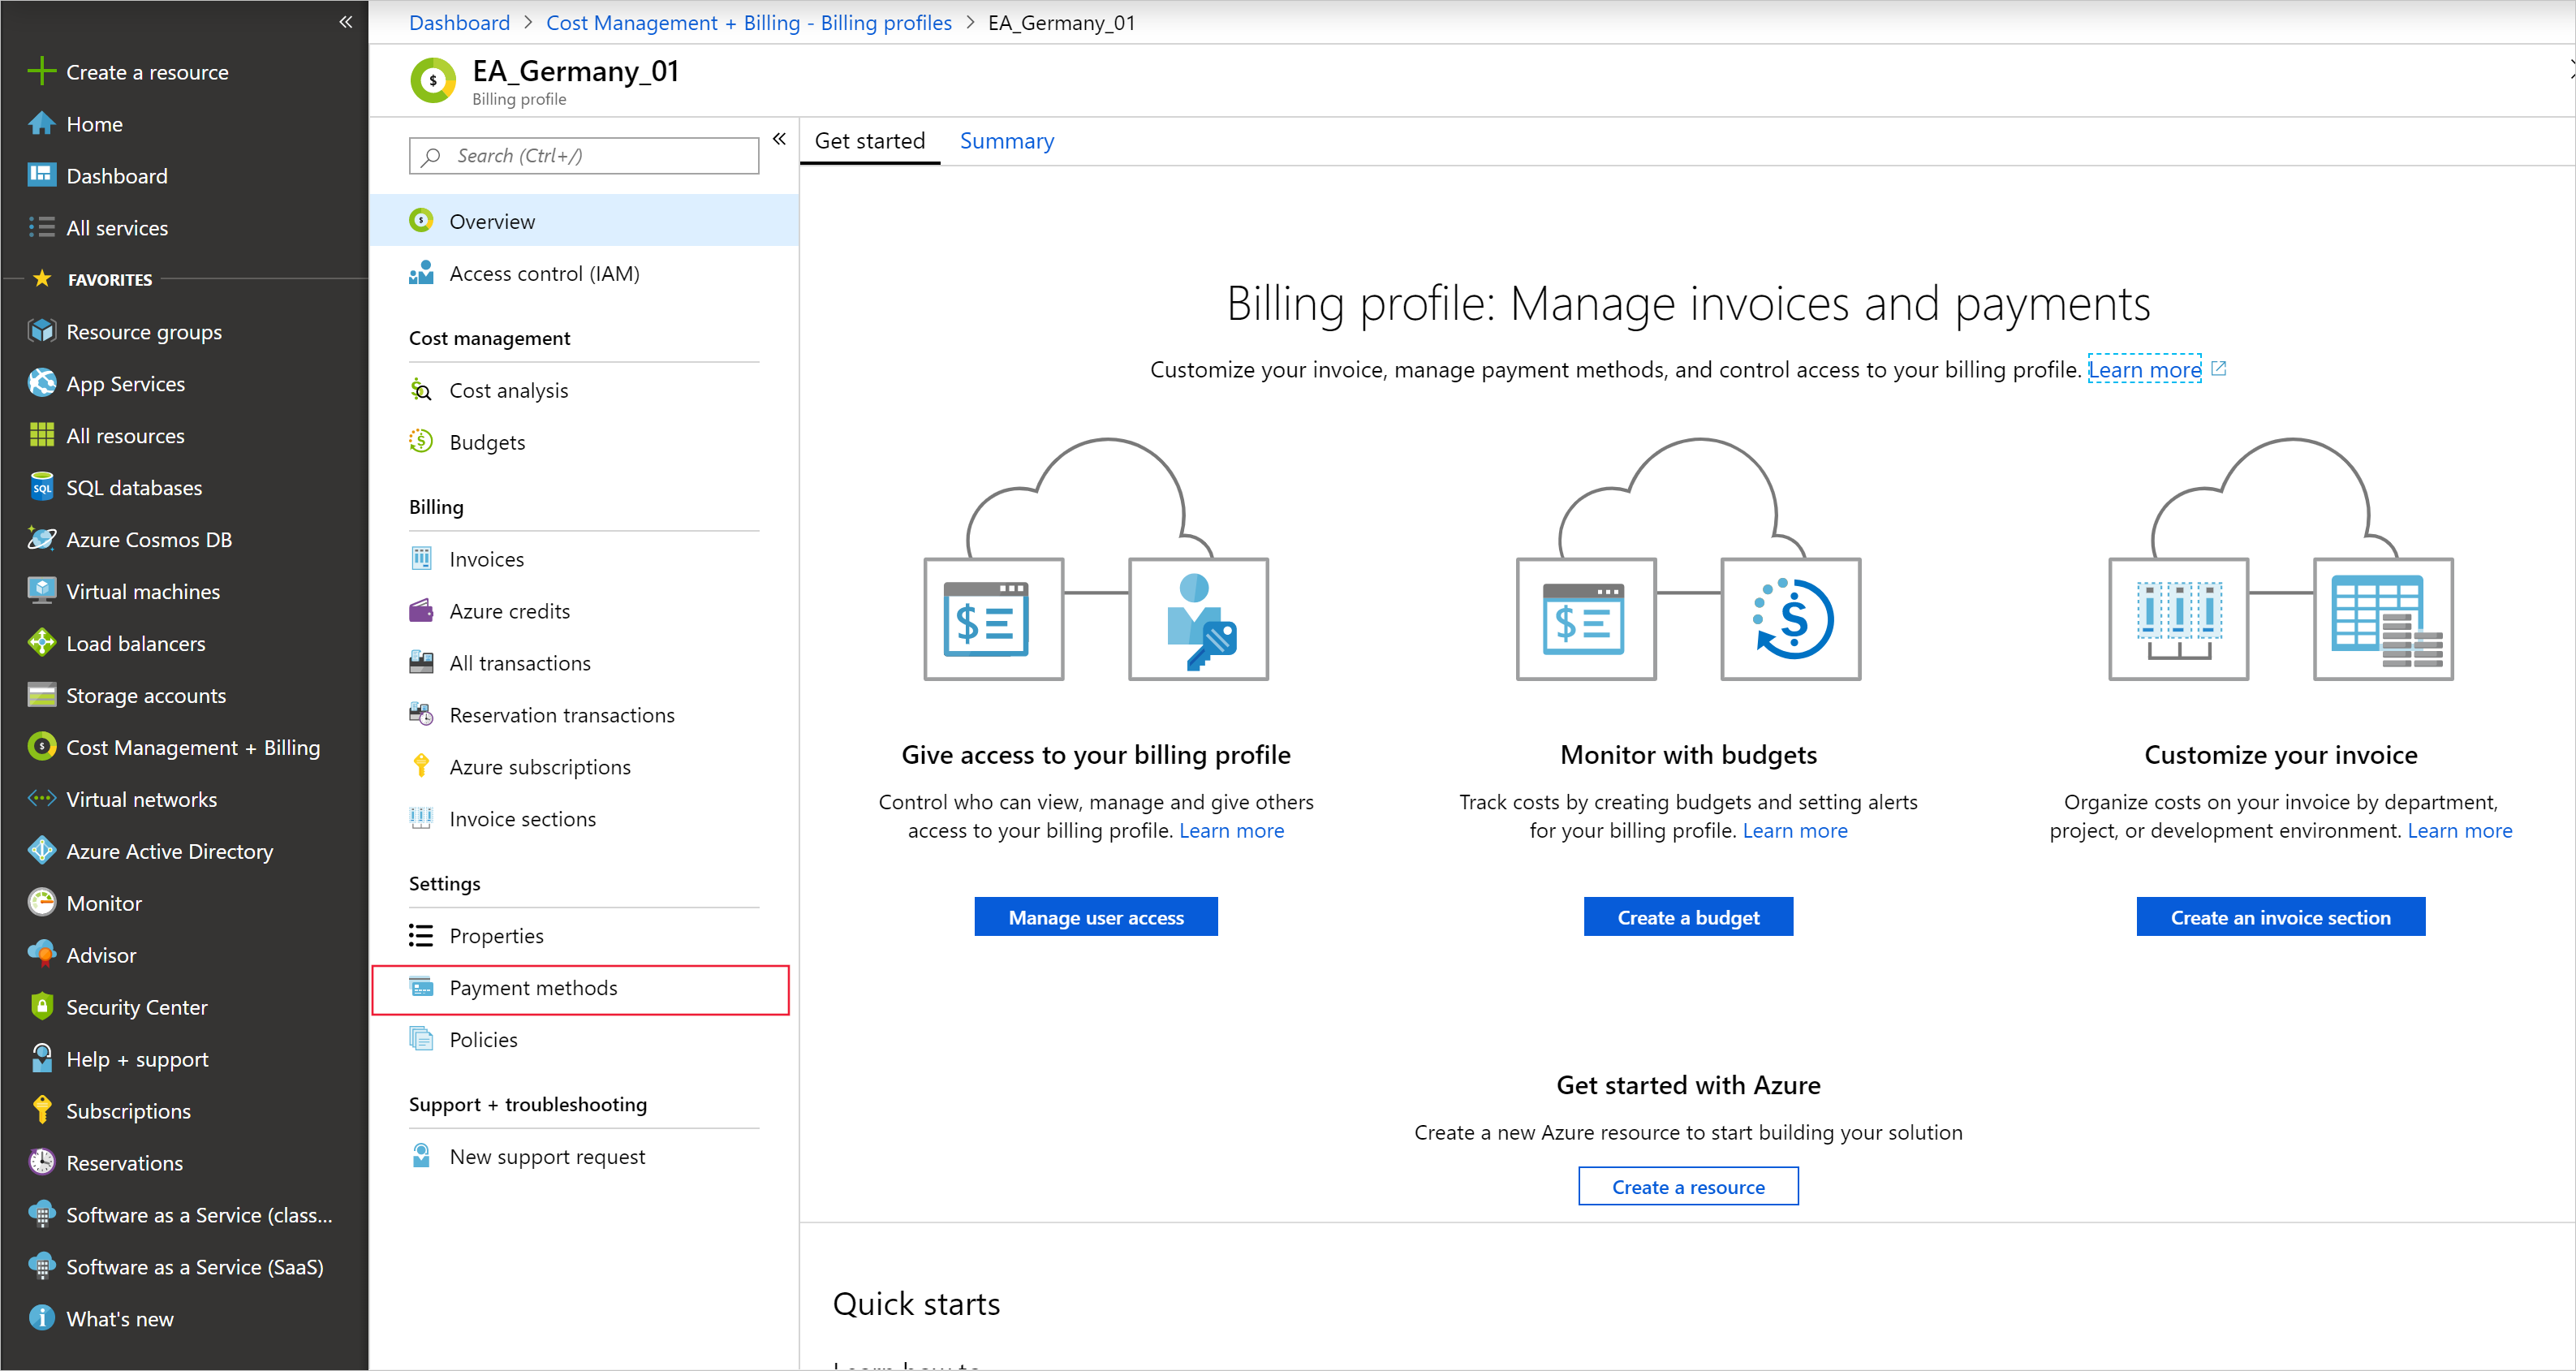 Dashboard > Cost Management + Billing - Billing profiles > EA_Germany_01
EA_Germany_01
Billing profile
Create a resource
Home
Dashboard
All services
FAVORITES
Resource groups
App Services
All resources
SQL databases
Azure Cosmos DB
Virtual machines
Load balancers
Storage accounts
Cost Management + Billing
Virtual networks
Azure Active Directory
Monitor
Advisor
Security Center
Help + support
Subscriptions
Reservations
Software as a Service (class...
Software as a Service (SaaS)
What's new
Search (Ctrl+/)
Overview
Access control (IAM)
Cost management
Cost analysis
Budgets
Billing
Invoices
Azure credits
All transactions
Reservation transactions
Azure subscriptions
Invoice sections
Settings
Properties
Payment methods
Policies
Support + troubleshooting
New support request
Get started
Summary
Billing profile: Manage invoices and payments
Customize your invoice, manage payment methods, and control access to your billing profile. Learn more
Give access to your billing profile
Control who can view, manage and give others
access to your billing profile. Learn more
Manage user access
Monitor with budgets
Track costs by creating budgets and setting alerts
for your billing profile. Learn more
Create a budget
Customize your invoice
Organize costs on your invoice by department,
project, or development environment. Learn more
Create an invoice section
Get started with Azure
Create a new Azure resource to start building your solution
Create a resource
Quick starts